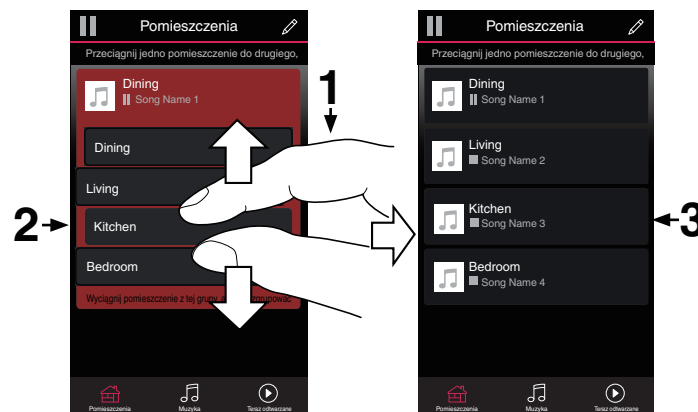 Pomieszczenia
Przeciągnij jedno pomieszczenie do drugiego,
Dining
Song Name 1
Dining
Living
Kitchen
Bedroom
Wyciągnij pomieszczenie z tej grupy, zgrupować
Pomieszczenia Muzyka Teraz odtwarzane
1
2
Pomieszczenia
Przeciągnij jedno pomieszczenie do drugiego,
Dining
Song Name 1
Living
Song Name 2
Kitchen
Song Name 3
Bedroom
Song Name 4
Pomieszczenia Muzyka Teraz odtwarzane
3